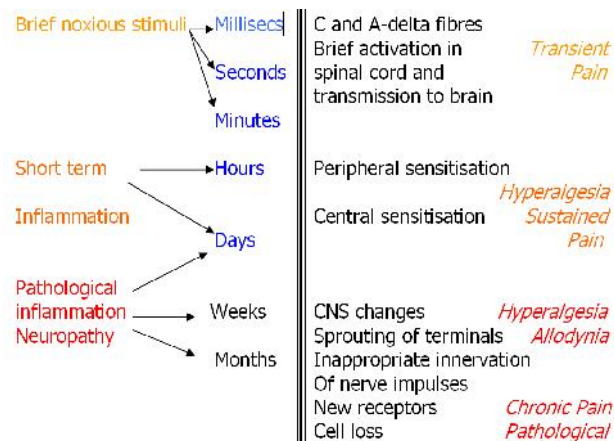 Brief noxious stimuli Millisecs C and A-delta fibres
Brief activation in Transient
Seconds spinal cord and Pain
transmission to brain
Minutes
Short term Hours Peripheral sensitisation
Hyperalgesia
Inflammation Central sensitisation Sustained
Days Pain
Pathological
inflammation Weeks CNS changes Hyperalgesia
Neuropathy Sprouting of terminals Allodynia
Months Inappropriate innervation
Of nerve impulses
New receptors Chronic Pain
Cell loss Pathological